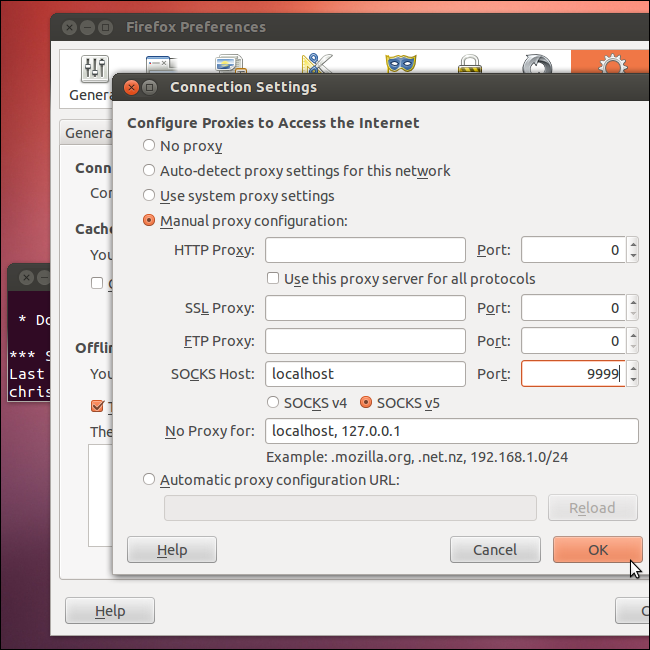 Firefox Preferences
Connection Settings
Configure Proxies to Access the Internet
No proxy
Auto-detect proxy settings for this network
Use system proxy settings
Manual proxy configuration:
HTTP Proxy: Port: 0
Use this proxy server for all protocols
SSL Proxy: Port: 0
FTP Proxy: Port: 0
SOCKS Host: localhost Port: 9999
SOCKS v4 SOCKS v5
No Proxy for: localhost, 127.0.0.1
Example: .mozilla.org, .net.nz, 192.168.1.0/24
Automatic proxy configuration URL:
Reload
Help Cancel OK
Genera
Genera
Conn
Con
Cache
You
Offlin
You
The
Help
* Do
*** S
Last
chris